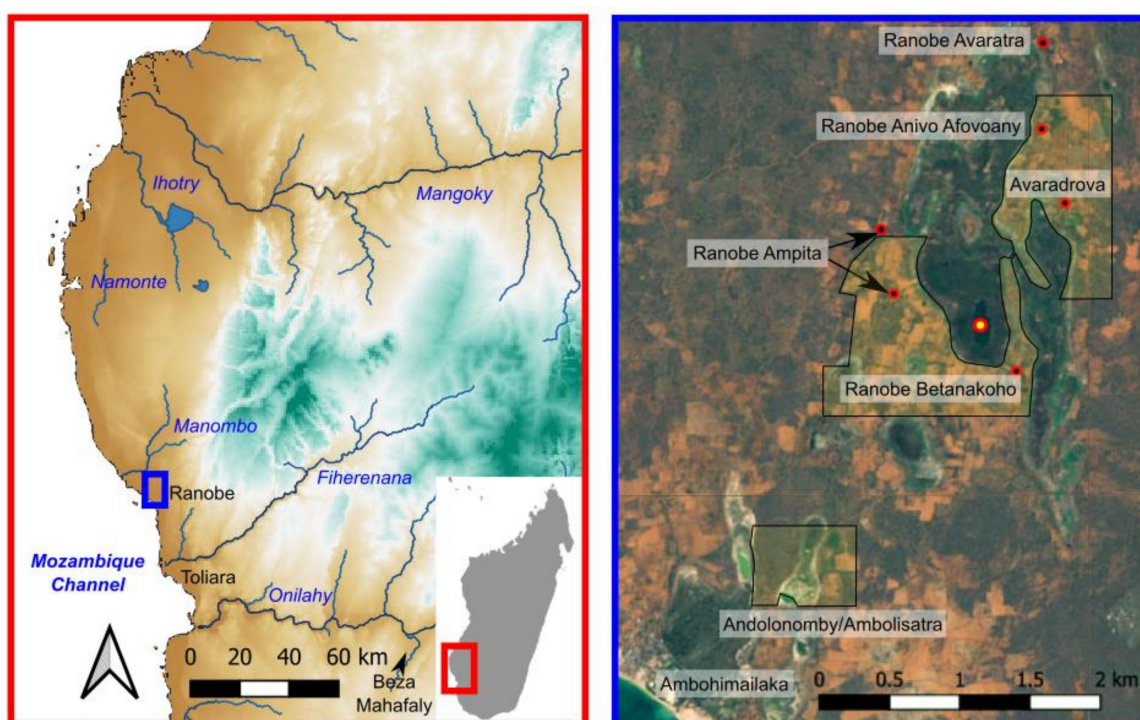 Ihotry
Mangoky
Namonte
Manombo
Fiherenana
Ranobe
Mozambique
Channel
Toliara
Onilahy
0 20 40 60 km
Beza
Mahafaly
Ranobe Avaratra
Ranobe Anivo Afovoany
Avaradrova
Ranobe Ampita
Ranobe Betanakoho
Andolonomby/Ambolisatra
Ambohimailaka
0 0.5 1 1.5 2 km